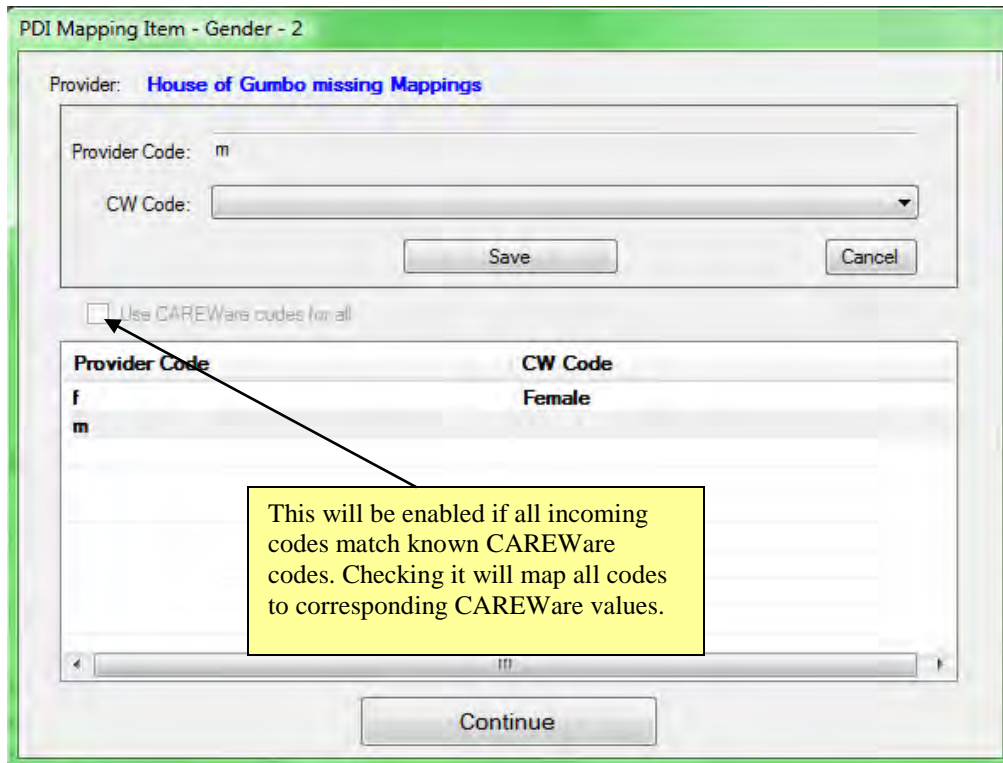 PDI Mapping Item - Gender - 2
Provider: House of Gumbo missing Mappings
Provider Code: m
CW Code:
Save Cancel
Use CAREWare codes for all
Provider Code CW Code
f Female
m
This will be enabled if all incoming
codes match known CAREWare
codes. Checking it will map all codes
to corresponding CAREWare values.
Continue